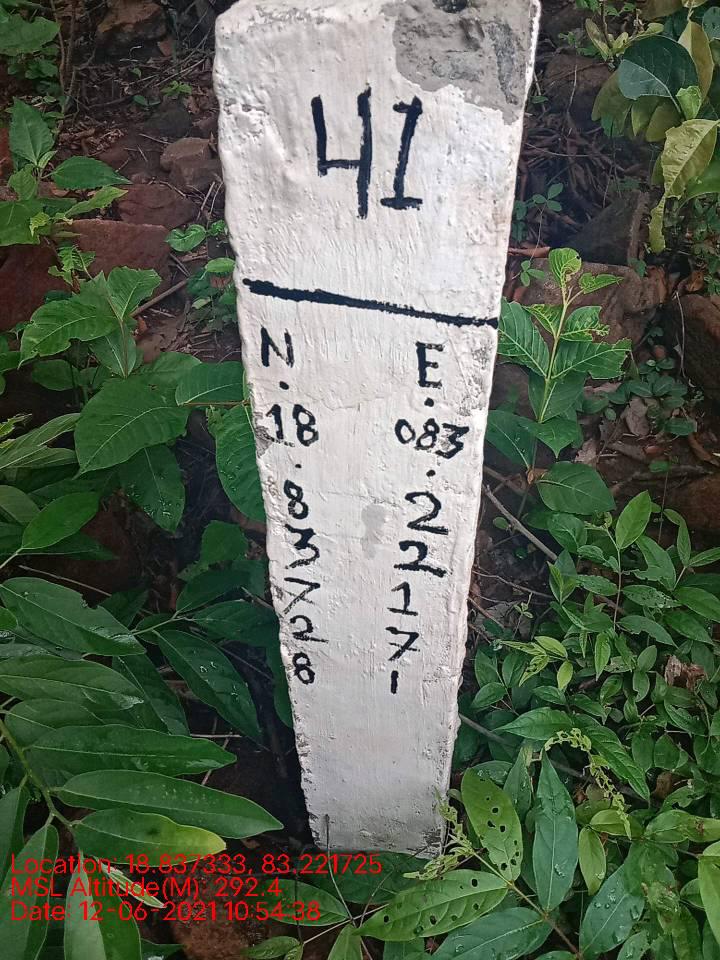 41
N E
. .
18 083
. .
8 2
3 2
7 1
2 7
8 1
Location: 18.837333, 83.221725
MSL Altitude(M): 292.4
Date: 12-06-2021 10:54:38